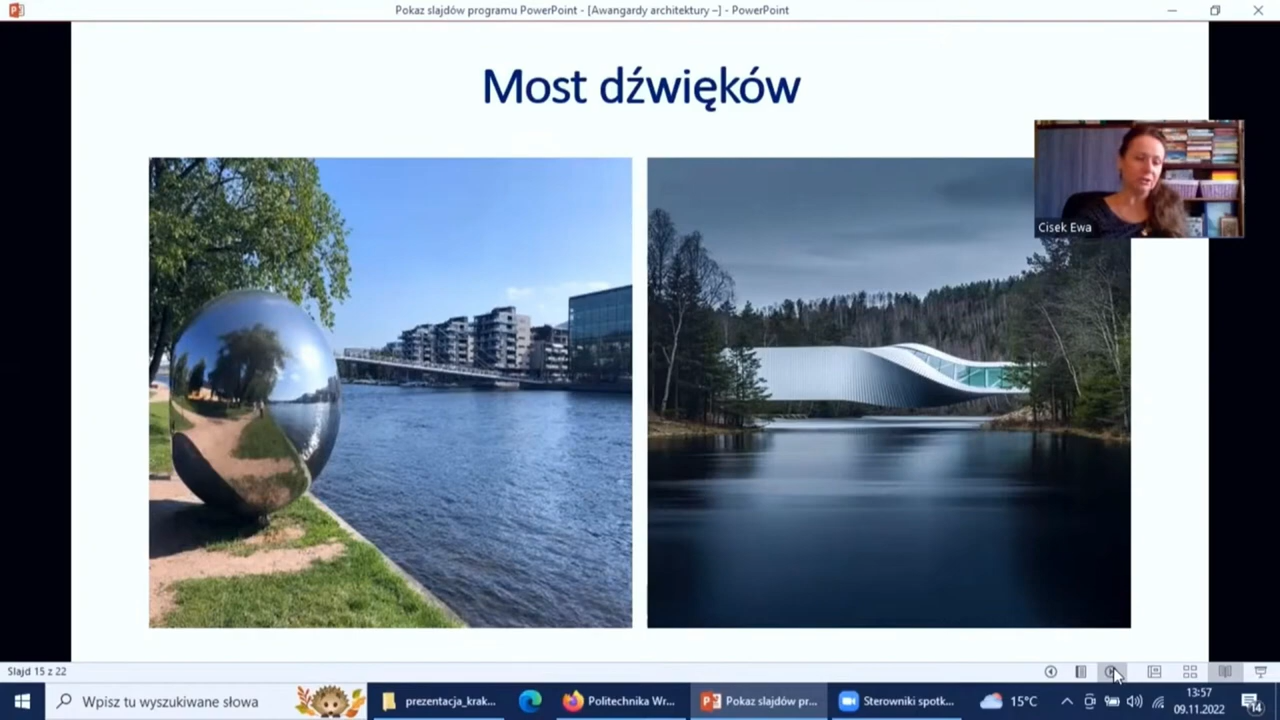 Pokaz slajdów programu PowerPoint - [Awangardy architektury –] - PowerPoint
Most dźwięków
Cisek Ewa
Slajd 15 z 22
Wpisz tu wyszukiwane słowa
prezentacja_krak...
Politechnika Wr...
Pokaz slajdów pr...
Sterowniki spotk...
15°C
13:57
09.11.2022
14